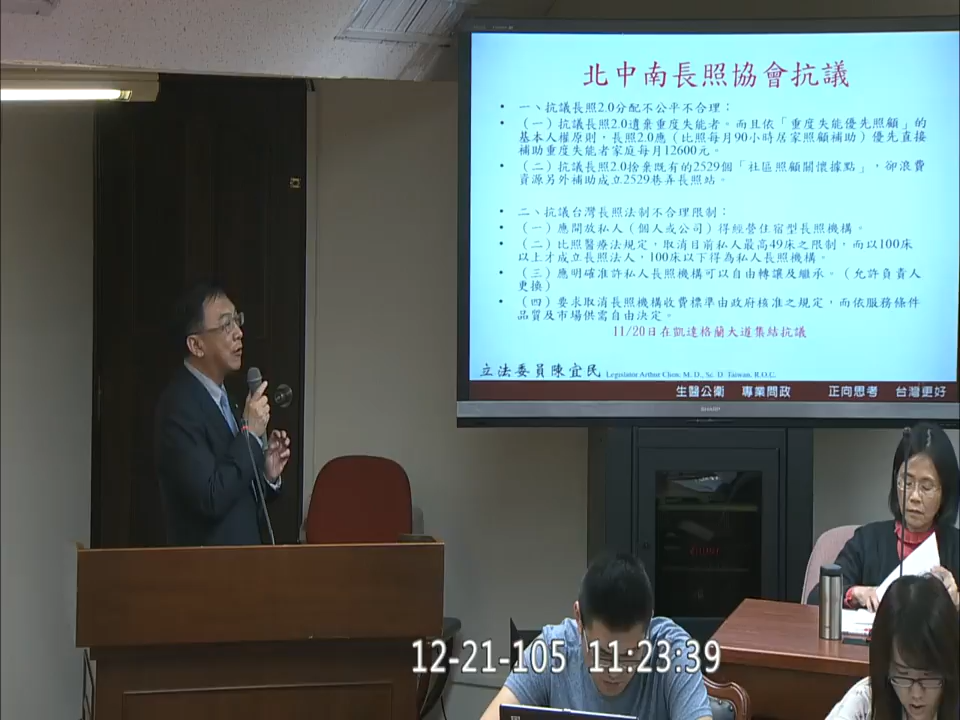 北中南長照協會抗議
• 一、抗議長照2.0分配不公平不合理：
• （一）抗議長照2.0遺棄重度失能者。而且依「重度失能優先照顧」的
基本人權原則，長照2.0應（比照每月90小時居家照顧補助）優先直接
補助重度失能者家庭每月12600元。
• （二）抗議長照2.0捨棄既有的2529個「社區照顧關懷據點」，卻浪費
資源另外補助成立2529巷弄長照站。
• 二、抗議台灣長照法制不合理限制：
• （一）應開放私人（個人或公司）得經營住宿型長照機構。
• （二）比照醫療法規定，取消目前私人最高49床之限制，而以100床
以上才成立長照法人，100床以下得為私人長照機構。
• （三）應明確准許私人長照機構可以自由轉讓及繼承。（允許負責人
更換）
• （四）要求取消長照機構收費標準由政府核准之規定，而依服務條件
品質及市場供需自由決定。
11/20日在凱達格蘭大道集結抗議
立法委員陳宜民 Legislator Arthur Chen, M. D., Sc. D. Taiwan, R.O.C.
生醫公衛 專業問政 正向思考 台灣更好
SHARP
12-21-105 11:23:39